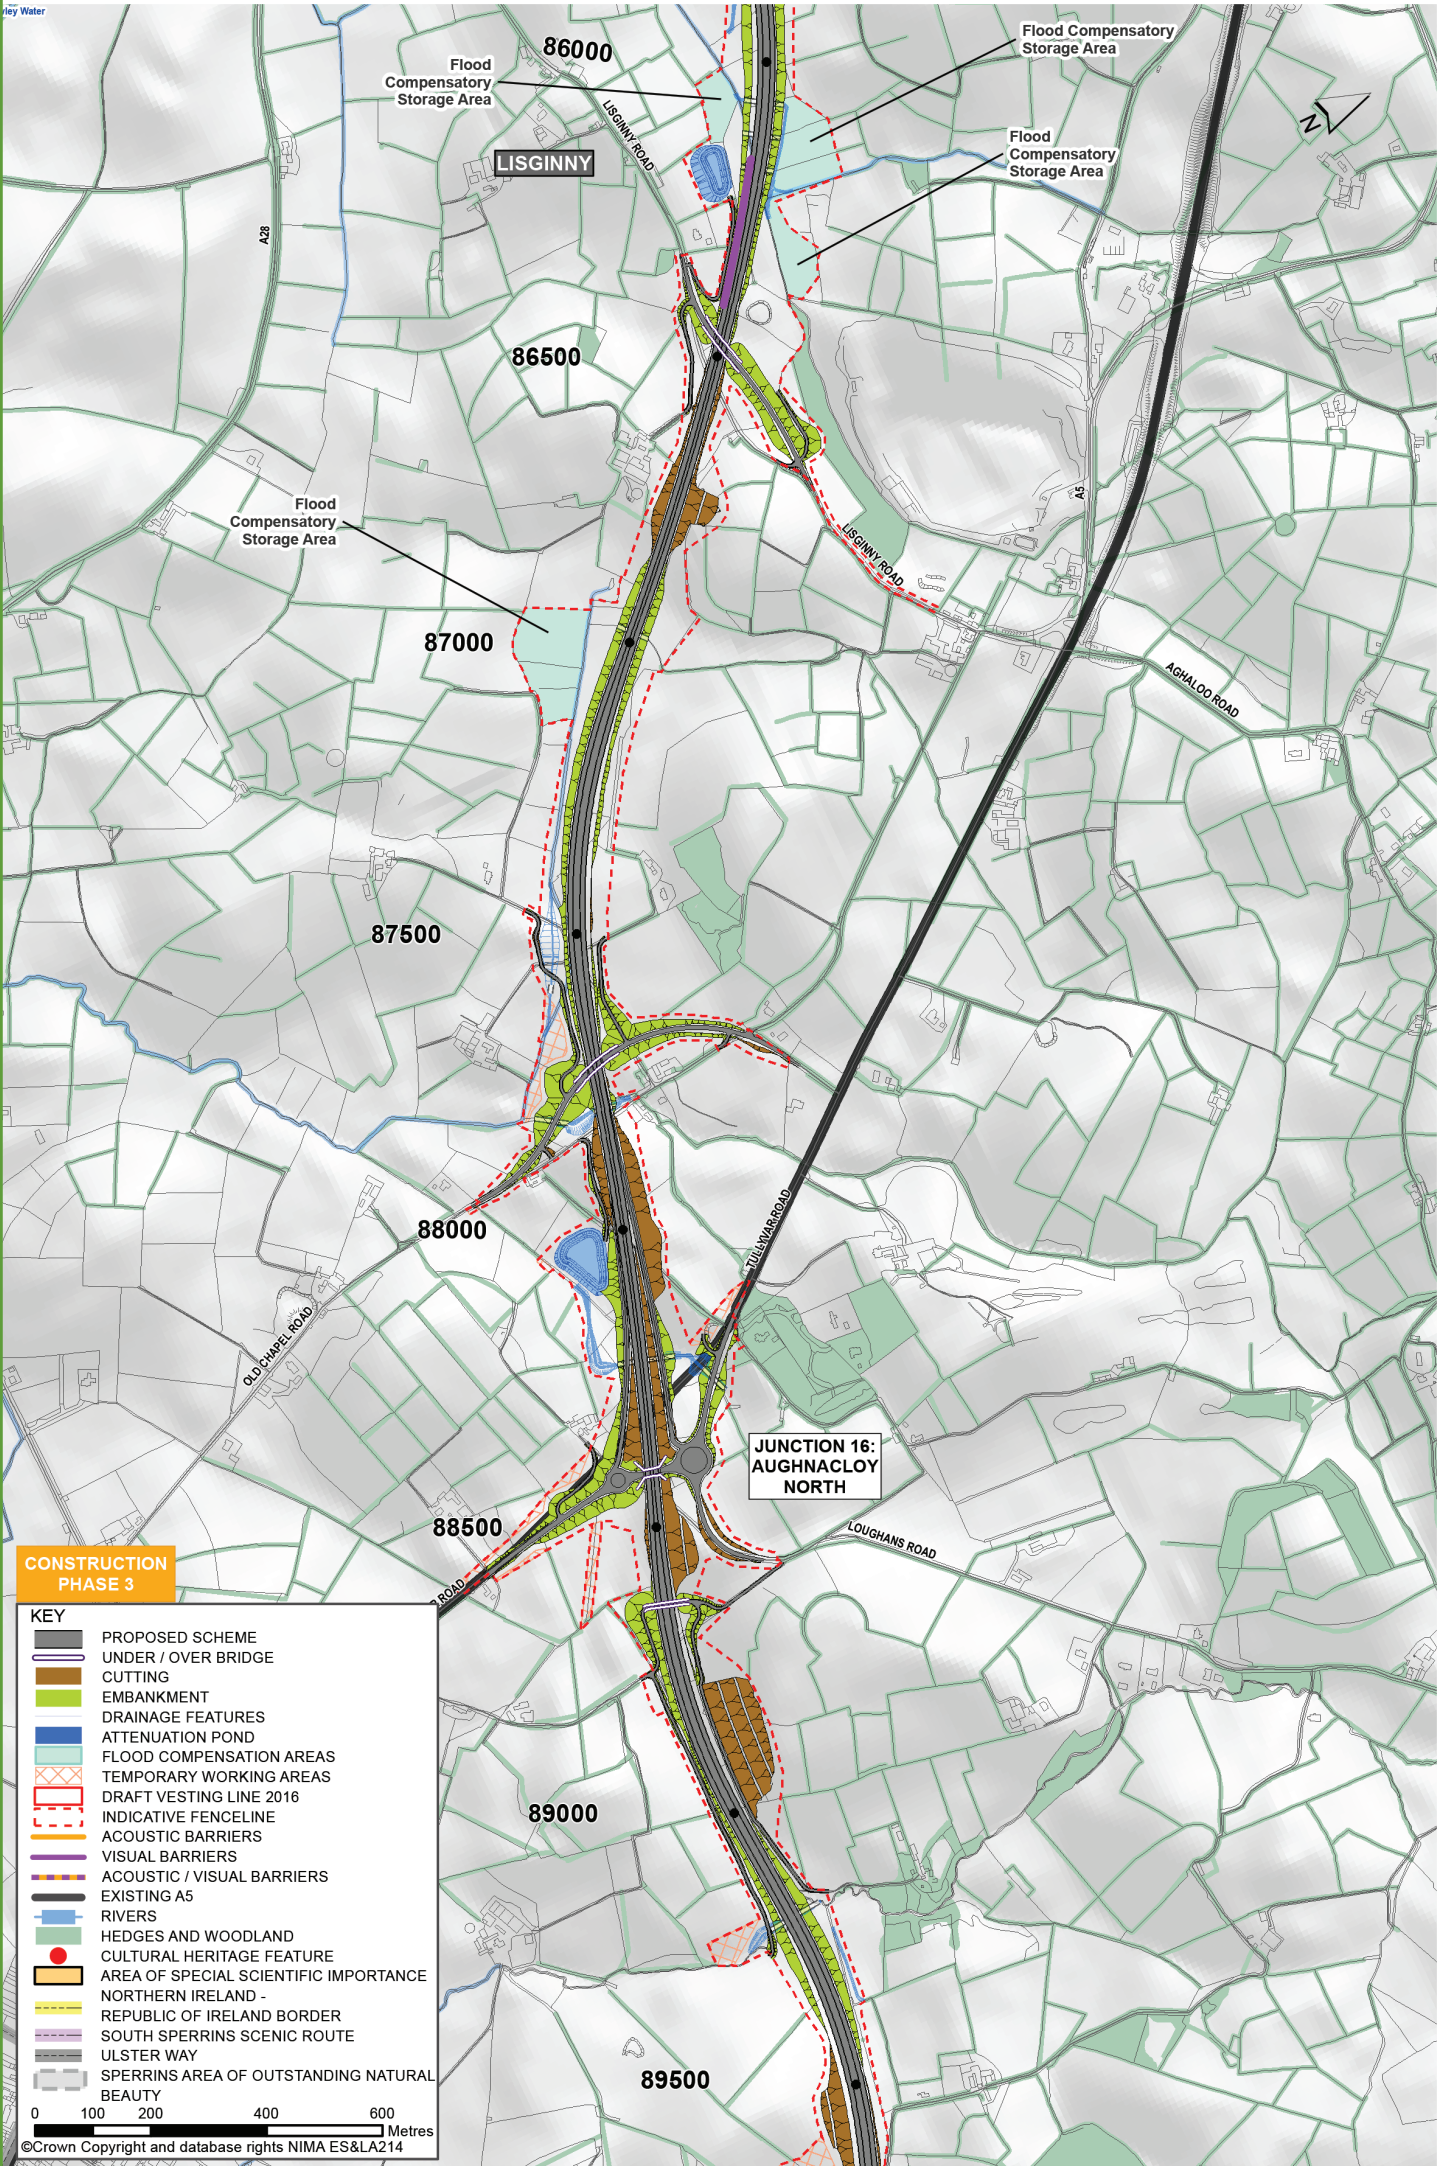 86000
Flood
Compensatory
Storage Area
Flood Compensatory
Storage Area
Flood
Compensatory
Storage Area
LISGINNY ROAD
LISGINNY
N
A28
86500
A5
Flood
Compensatory
Storage Area
LISGINNY ROAD
87000
AGHALOO ROAD
87500
88000
TULLYVAR ROAD
OLD CHAPEL ROAD
JUNCTION 16:
AUGHNACLOY
NORTH
88500
LOUGHANS ROAD
ROAD
CONSTRUCTION
PHASE 3
KEY
PROPOSED SCHEME
UNDER / OVER BRIDGE
CUTTING
EMBANKMENT
DRAINAGE FEATURES
ATTENUATION POND
FLOOD COMPENSATION AREAS
TEMPORARY WORKING AREAS
DRAFT VESTING LINE 2016
INDICATIVE FENCELINE
ACOUSTIC BARRIERS
VISUAL BARRIERS
ACOUSTIC / VISUAL BARRIERS
EXISTING A5
RIVERS
HEDGES AND WOODLAND
CULTURAL HERITAGE FEATURE
AREA OF SPECIAL SCIENTIFIC IMPORTANCE
NORTHERN IRELAND -
REPUBLIC OF IRELAND BORDER
SOUTH SPERRINS SCENIC ROUTE
ULSTER WAY
SPERRINS AREA OF OUTSTANDING NATURAL
BEAUTY
0 100 200 400 600
Metres
©Crown Copyright and database rights NIMA ES&LA214
89000
89500
Water